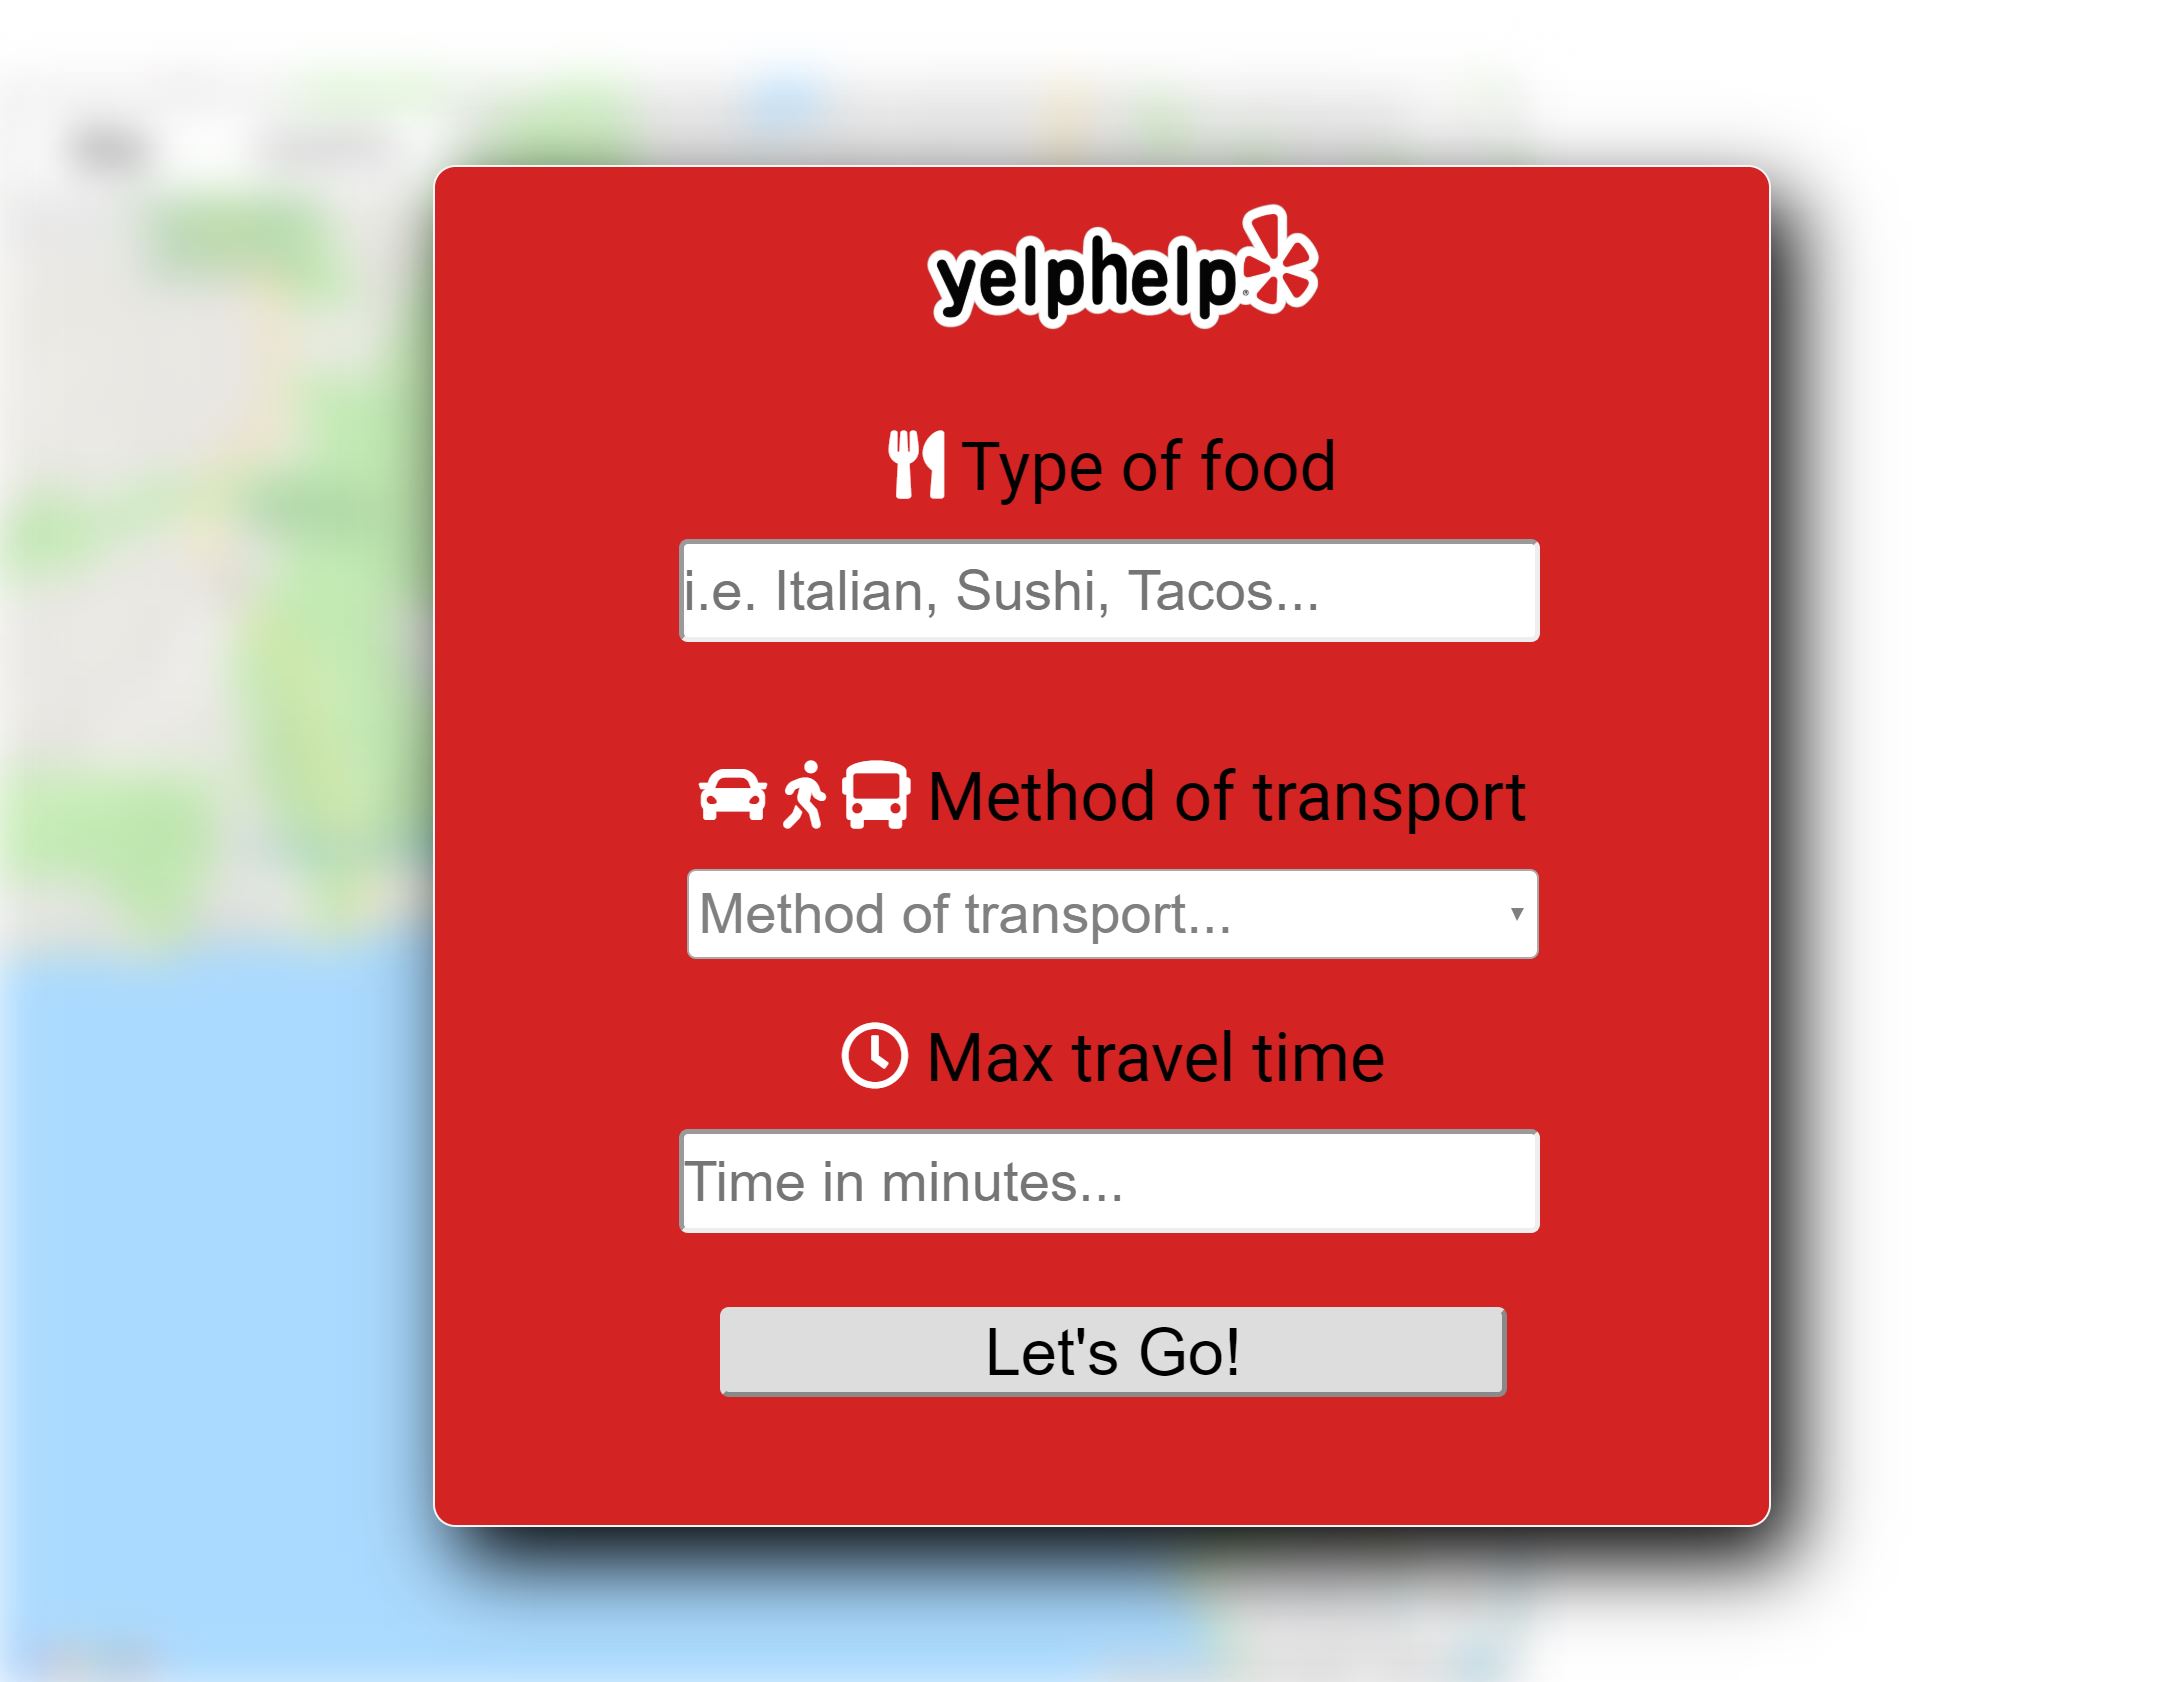 yelphelp
Type of food
i.e. Italian, Sushi, Tacos...
Method of transport
Method of transport...
Max travel time
Time in minutes...
Let's Go!